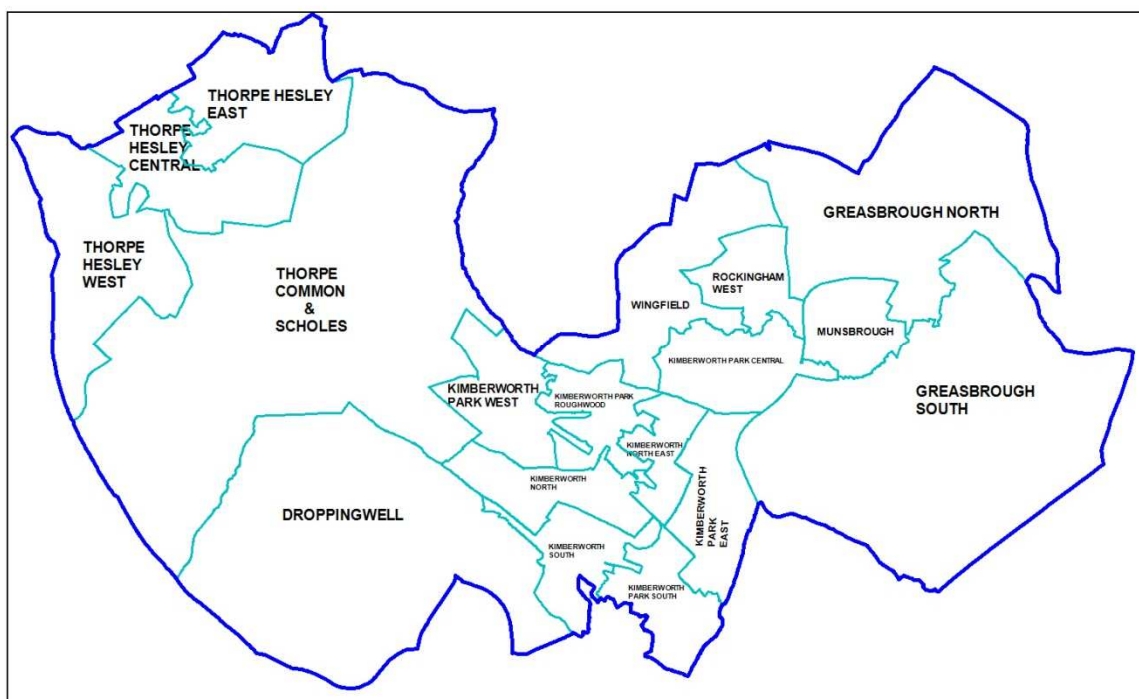 THORPE HESLEY
EAST
THORPE
HESLEY
CENTRAL
THORPE
HESLEY
WEST
THORPE
COMMON
&
SCHOLES
GREASBROUGH NORTH
ROCKINGHAM
WEST
WINGFIELD
MUNSBROUGH
KIMBERWORTH PARK CENTRAL
GREASBROUGH
SOUTH
KIMBERWORTH
PARK WEST
KIMBERWORTH PARK
ROUGHWOOD
KIMBERWORTH
NORTH EAST
KIMBERWORTH
NORTH
KIMBERWORTH
PARK
EAST
DROPPINGWELL
KIMBERWORTH
SOUTH
KIMBERWORTH
PARK SOUTH